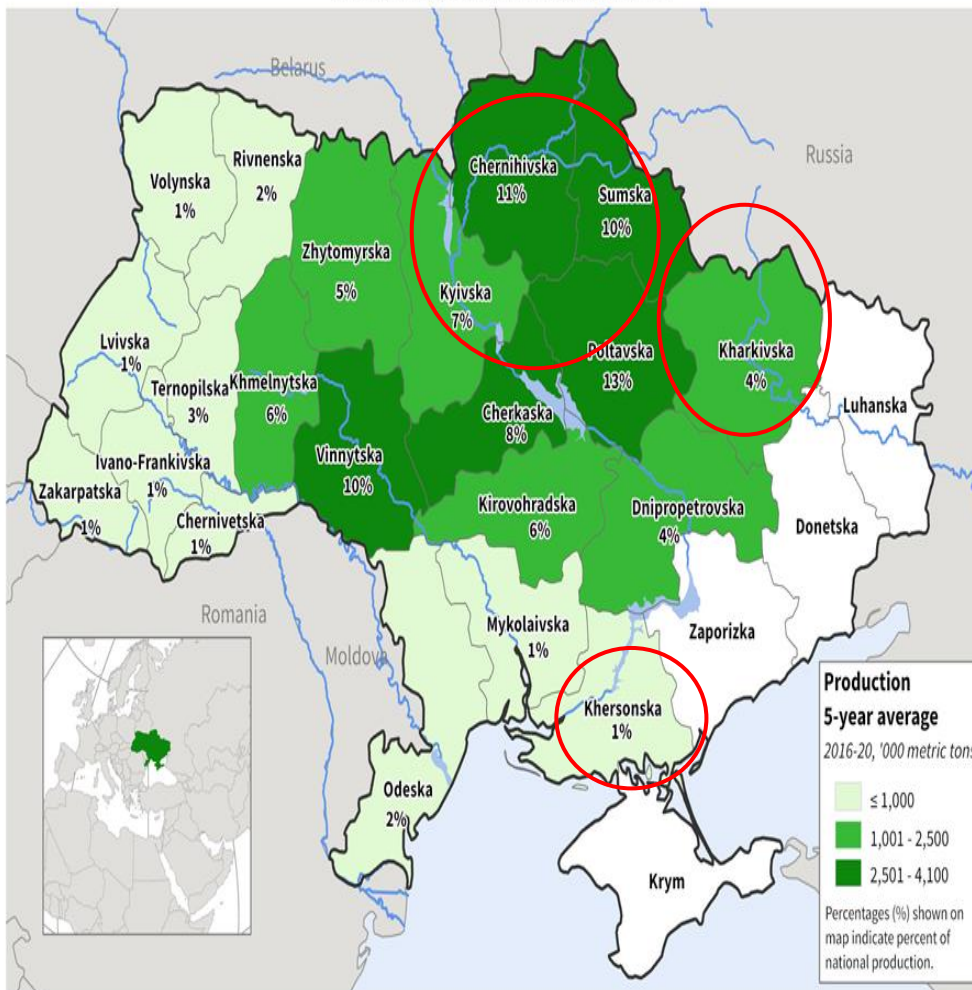 Belarus
Russia
Volynska
1%
Rivnenska
2%
Zhytomyrska
5%
Chernihivska
11%
Sumska
10%
Kyivska
7%
Poltavska
13%
Kharkivska
4%
Luhanska
Lvivska
1%
Ternopilska
3%
Khmelnytska
6%
Vinnytska
10%
Cherkaska
8%
Ivano-Frankivska
1%
Zakarpatska
1%
Chernivetska
1%
Kirovohradska
6%
Dnipropetrovska
4%
Donetska
Romania
Moldova
Mykolaivska
1%
Zaporizka
Khersonska
1%
Odeska
2%
Krym
Production
5-year average
2016-20, '000 metric tons
≤ 1,000
1,001 - 2,500
2,501 - 4,100
Percentages (%) shown on
map indicate percent of
national production.